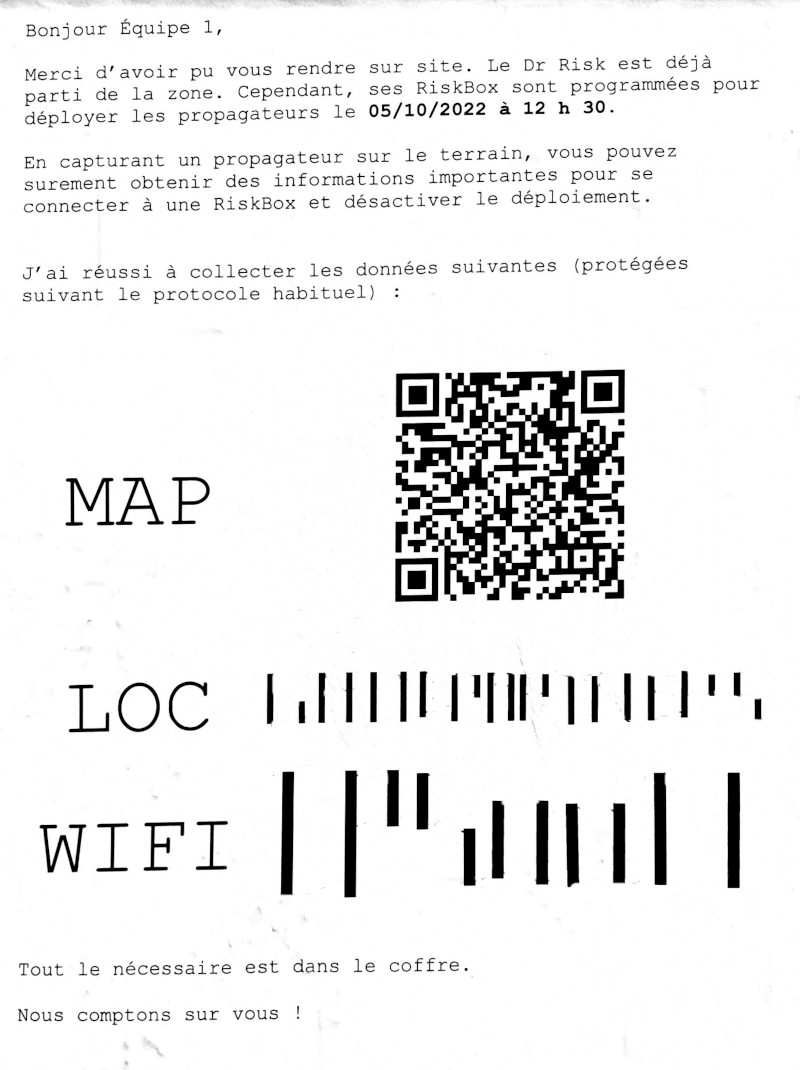 Bonjour Équipe 1,
Merci d'avoir pu vous rendre sur site. Le Dr Risk est déjà
parti de la zone. Cependant, ses RiskBox sont programmées pour
déployer les propagateurs le 05/10/2022 à 12 h 30.
En capturant un propagateur sur le terrain, vous pouvez
surement obtenir des informations importantes pour se
connecter à une RiskBox et désactiver le déploiement.
J'ai réussi à collecter les données suivantes (protégées
suivant le protocole habituel) :
MAP
LOC
WIFI
Tout le nécessaire est dans le coffre.
Nous comptons sur vous !